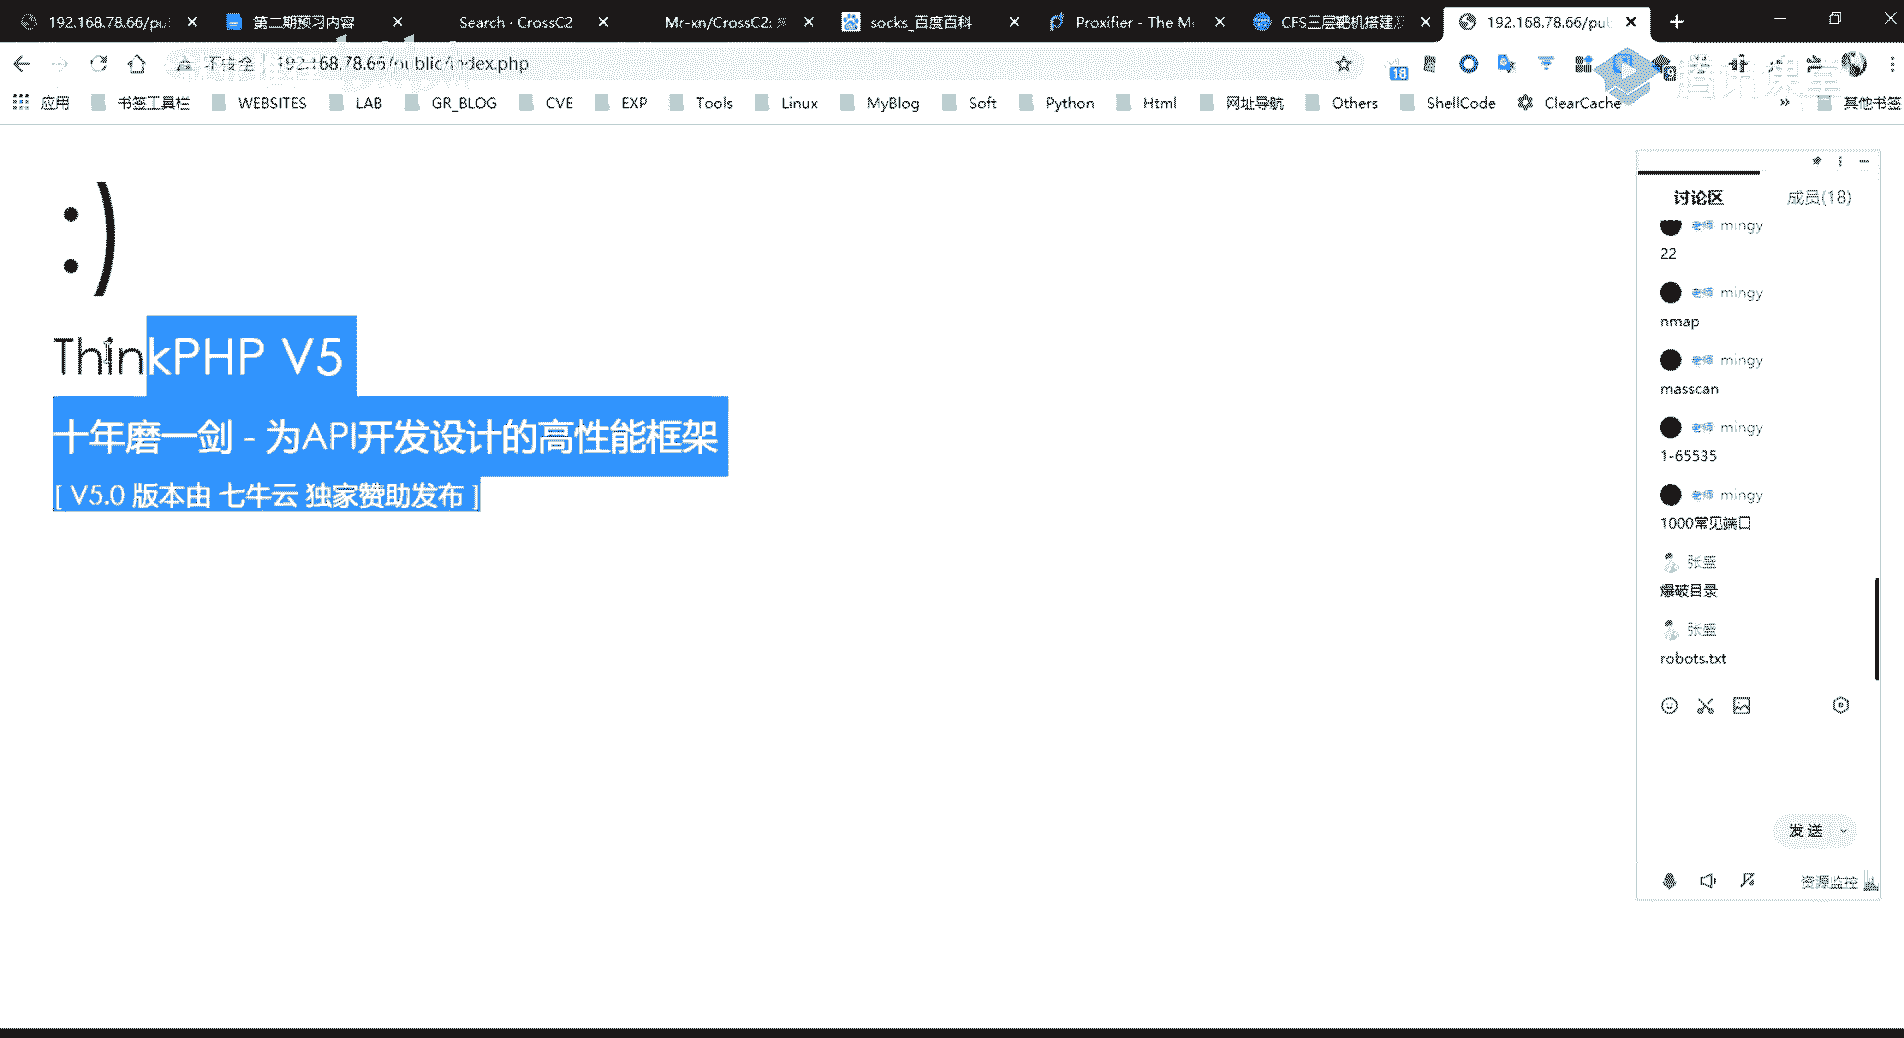 192.168.78.66/pu
第二期预习内容
Search · CrossC2
Mr-xn/CrossC2:
socks_百度百科
Proxifier - The M
CFS三层靶机搭建
192.168.78.66/pub
不安全
192.168.78.66/public/index.php
18
应用
书签工具栏
WEBSITES
LAB
GR_BLOG
CVE
EXP
Tools
Linux
MyBlog
Soft
Python
Html
网址导航
Others
ShellCode
ClearCache
»
其他书签
腾讯课堂
:)
ThinkPHP V5
十年磨一剑 - 为API开发设计的高性能框架
[ V5.0 版本由 七牛云 独家赞助发布 ]
讨论区
成员(18)
老师 mingy
22
老师 mingy
nmap
老师 mingy
masscan
老师 mingy
1-65535
老师 mingy
1000常见端口
爆破目录
robots.txt
发送
资源监控